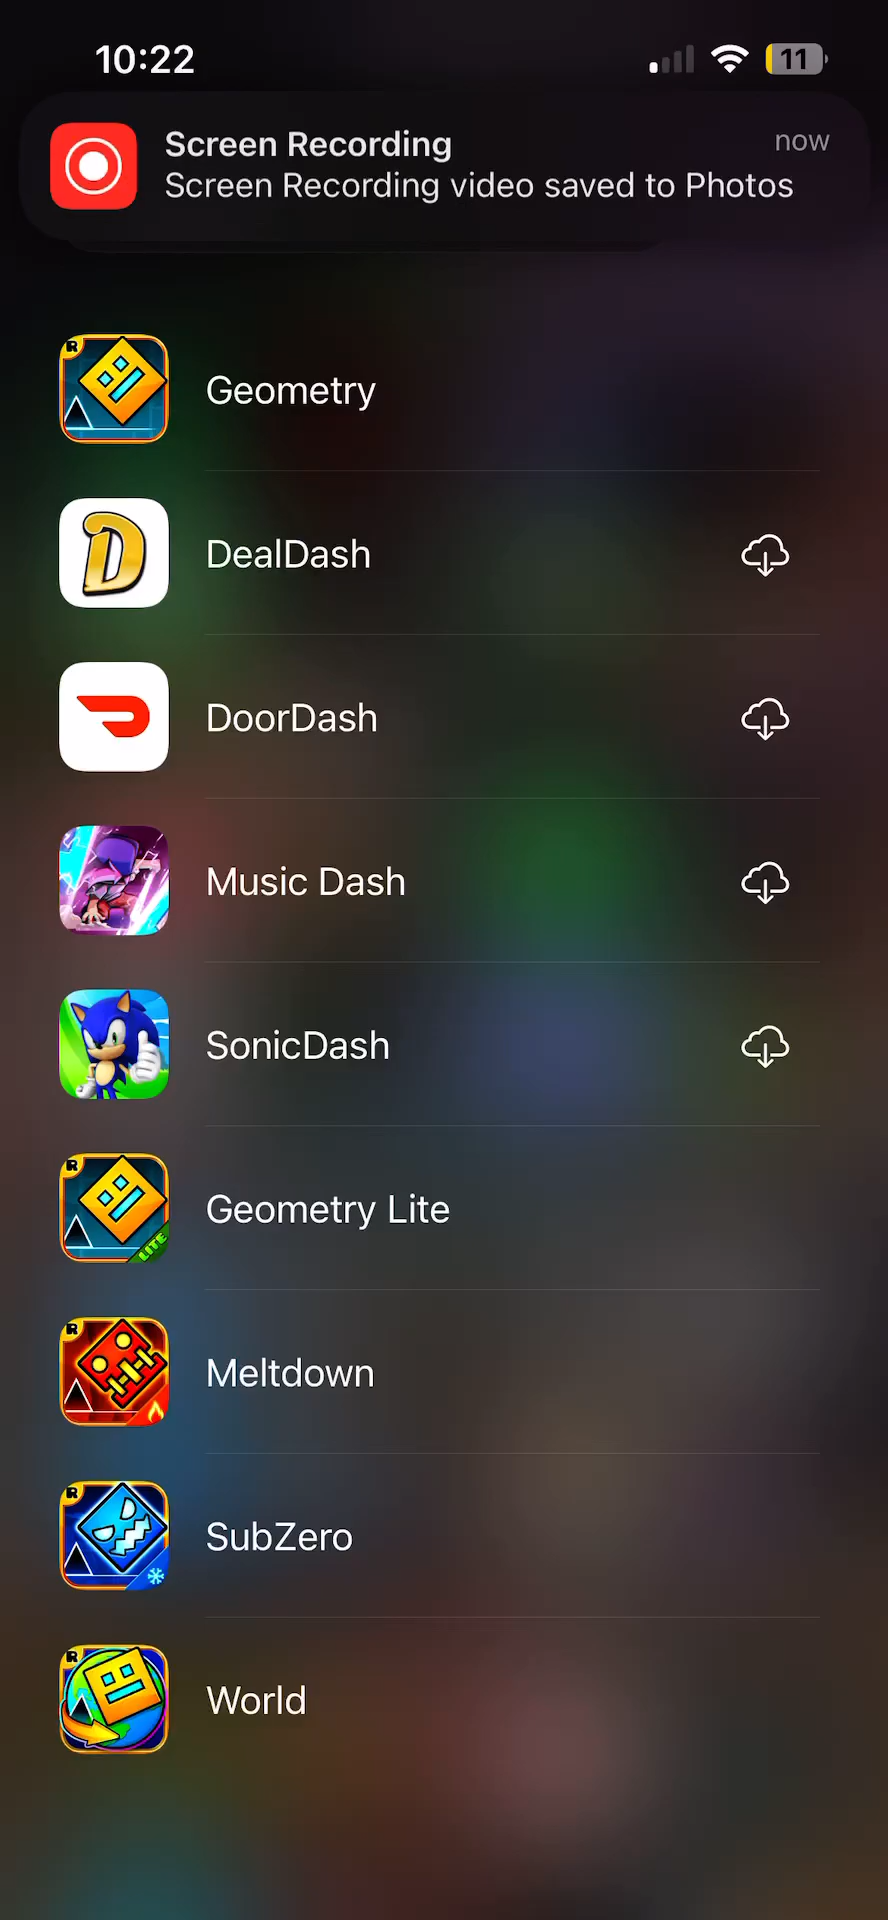 10:22
11
Screen Recording
now
Screen Recording video saved to Photos
R
Geometry
D
DealDash
DoorDash
Music Dash
SonicDash
R
LITE
Geometry Lite
R
Meltdown
R
SubZero
R
World